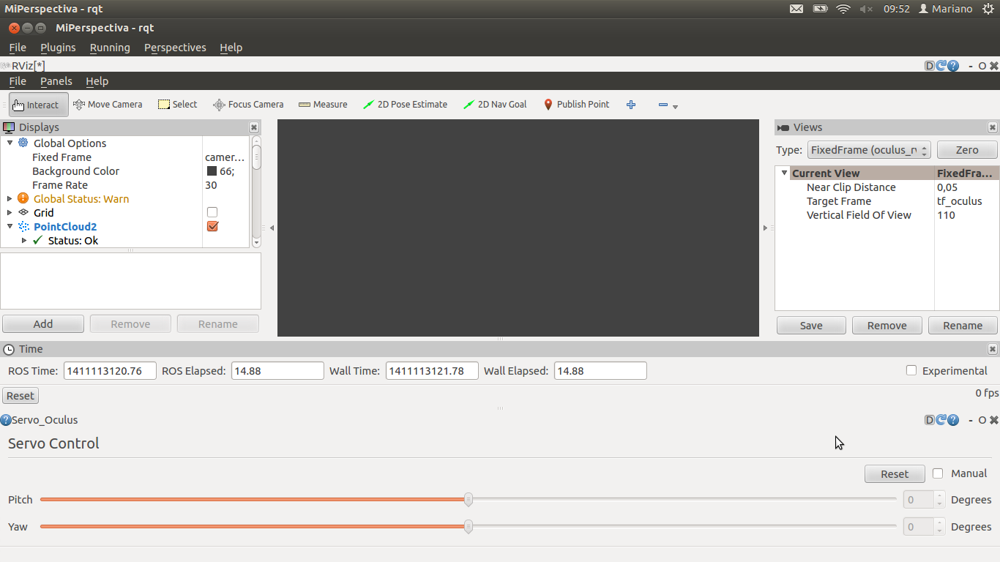 MiPerspectiva - rqt 09:52 Mariano
MiPerspectiva - rqt
File Plugins Running Perspectives Help
RViz[*] D ? - O
File Panels Help
Interact Move Camera Select Focus Camera Measure 2D Pose Estimate 2D Nav Goal Publish Point
Displays
Global Options
Fixed Frame camer...
Background Color 66;
Frame Rate 30
Global Status: Warn
Grid
PointCloud2
Status: Ok
Add Remove Rename
Views
Type: FixedFrame (oculus_rv Zero
Current View FixedFra...
Near Clip Distance 0,05
Target Frame tf_oculus
Vertical Field Of View 110
Save Remove Rename
Time
ROS Time: 1411113120.76 ROS Elapsed: 14.88 Wall Time: 1411113121.78 Wall Elapsed: 14.88 Experimental
Reset 0 fps
?Servo_Oculus D ? - O
Servo Control
Reset Manual
Pitch 0 Degrees
Yaw 0 Degrees